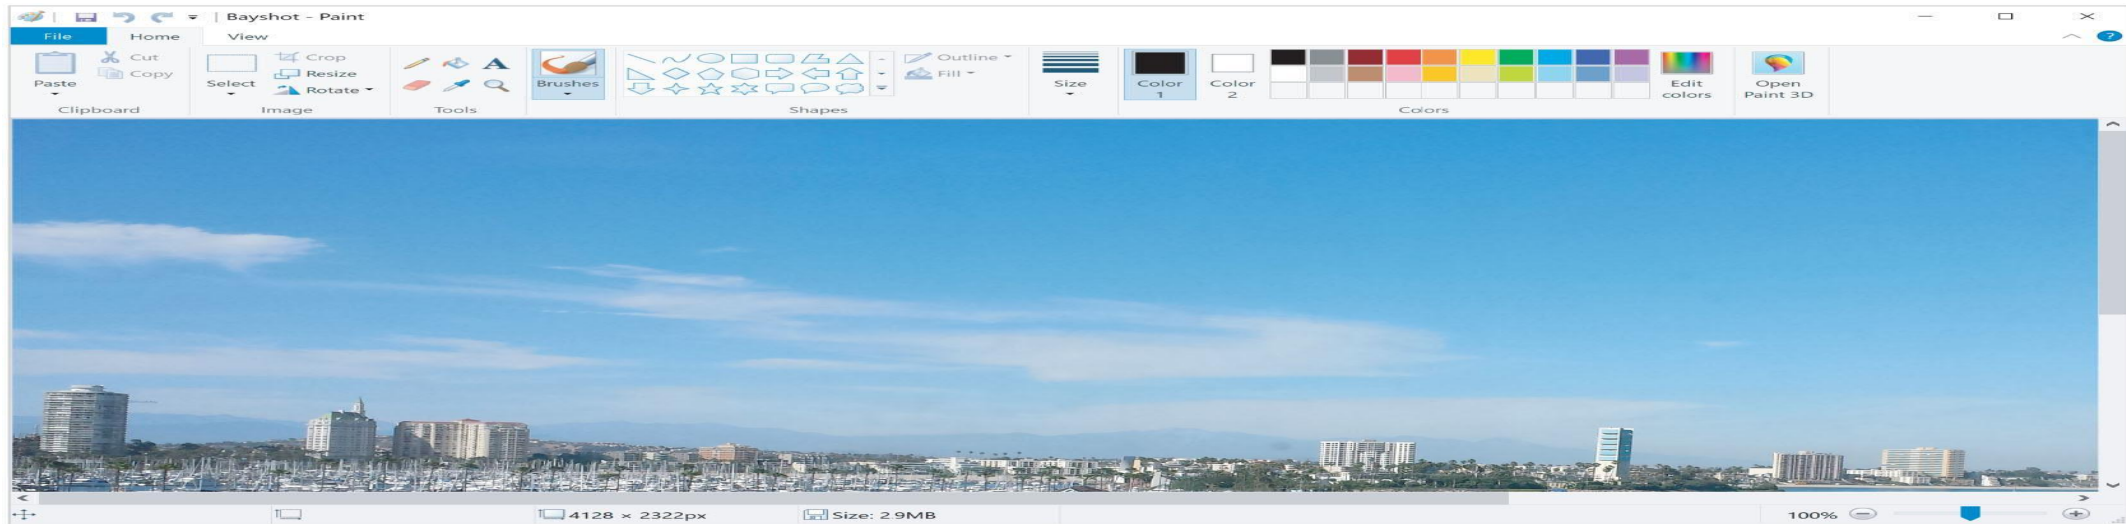 Bayshot - Paint
File Home View
Paste
Cut
Copy
Clipboard
Select
Crop
Resize
Rotate
Image
Tools
Brushes
Shapes
Outline
Fill
Size
Color
1
Color
2
Colors
Edit
colors
Open
Paint 3D
4128 × 2322px
Size: 2.9MB
100%